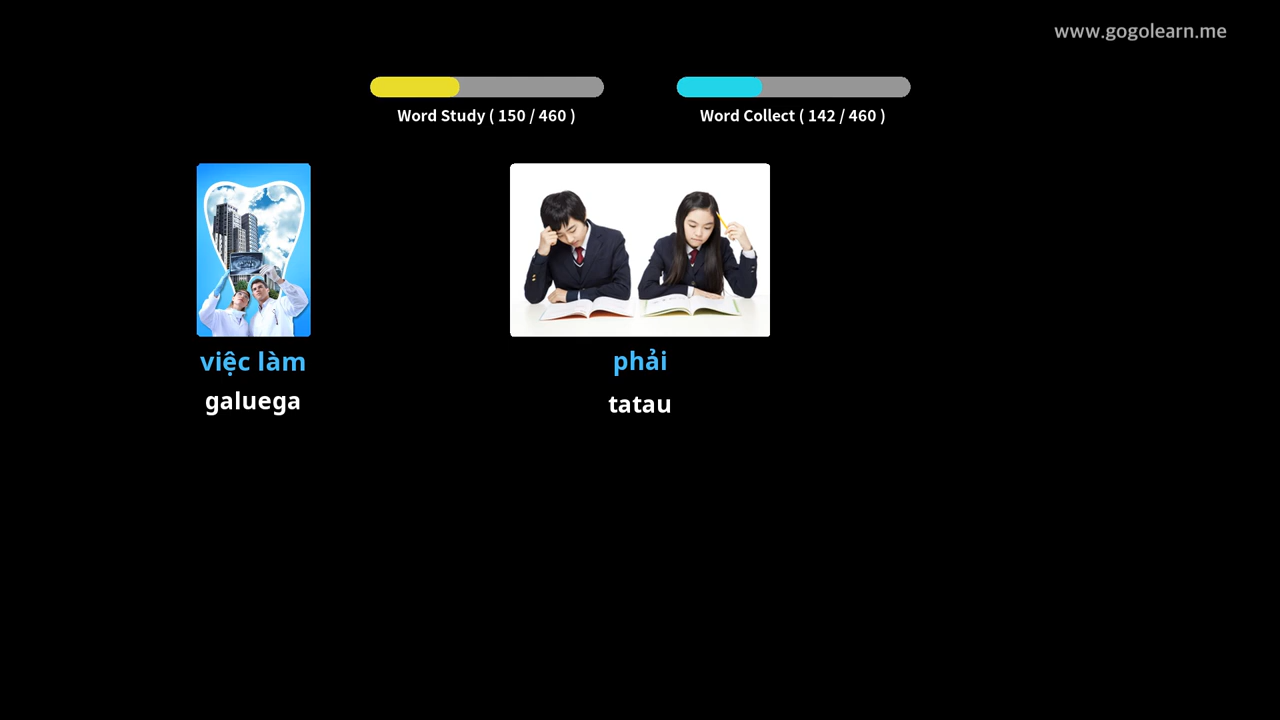 www.gogolearn.me
Word Study ( 150 / 460 )
Word Collect ( 142 / 460 )
việc làm
galuega
phải
tatau